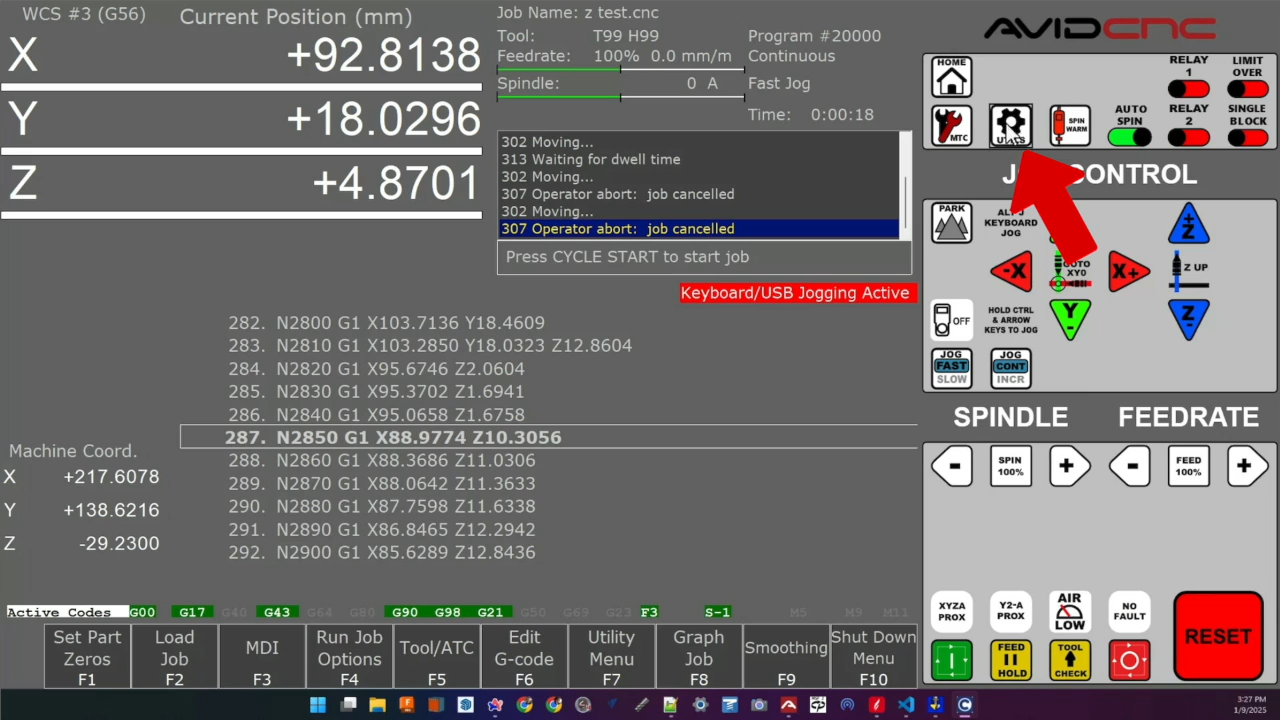 WCS #3 (G56)
Current Position (mm)
X +92.8138
Y +18.0296
Z +4.8701
Job Name: z test.cnc
Tool: T99 H99
Feedrate: 100% 0.0 mm/m
Spindle: 0 A
Program #20000
Continuous
Fast Jog
Time: 0:00:18
302 Moving...
313 Waiting for dwell time
302 Moving...
307 Operator abort: job cancelled
302 Moving...
307 Operator abort: job cancelled
Press CYCLE START to start job
Keyboard/USB Jogging Active
282. N2800 G1 X103.7136 Y18.4609
283. N2810 G1 X103.2850 Y18.0323 Z12.8604
284. N2820 G1 X95.6746 Z2.0604
285. N2830 G1 X95.3702 Z1.6941
286. N2840 G1 X95.0658 Z1.6758
287. N2850 G1 X88.9774 Z10.3056
288. N2860 G1 X88.3686 Z11.0306
289. N2870 G1 X88.0642 Z11.3633
290. N2880 G1 X87.7598 Z11.6338
291. N2890 G1 X86.8465 Z12.2942
292. N2900 G1 X85.6289 Z12.8436
Machine Coord.
X +217.6078
Y +138.6216
Z -29.2300
Active Codes G00 G17 G40 G43 G64 G80 G90 G98 G21 G50 G69 G23 F3 S-1 M5 M9 M11
Set Part Zeros F1
Load Job F2
MDI F3
Run Job Options F4
Tool/ATC F5
Edit G-code F6
Utility Menu F7
Graph Job F8
Smoothing F9
Shut Down Menu F10
AVIDCNC
HOME
RELAY 1
LIMIT OVER
MTC
SPIN WARM
AUTO SPIN
RELAY 2
SINGLE BLOCK
CONTROL
PARK
ALT-J
KEYBOARD
JOG
+Z
-X
GOTO XY0
X+
Z UP
OFF
HOLD CTRL
& ARROW
KEYS TO JOG
Y-
Z-
JOG FAST SLOW
JOG CONT INCR
SPINDLE
FEEDRATE
-
SPIN 100%
+
-
FEED 100%
+
XYZA PROX
Y2-A PROX
AIR LOW
NO FAULT
RESET
FEED HOLD
TOOL CHECK
3:27 PM
1/9/2025